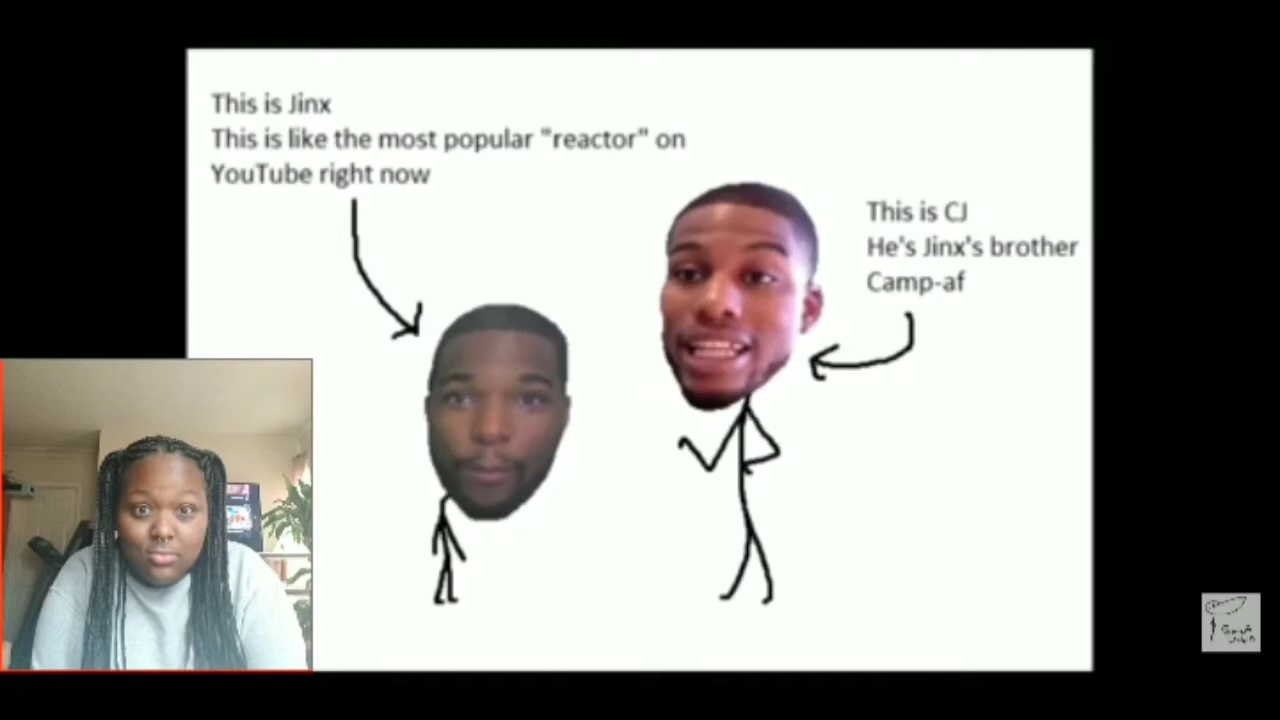 This is Jinx
This is like the most popular "reactor" on
YouTube right now
This is CJ
He's Jinx's brother
Camp-af